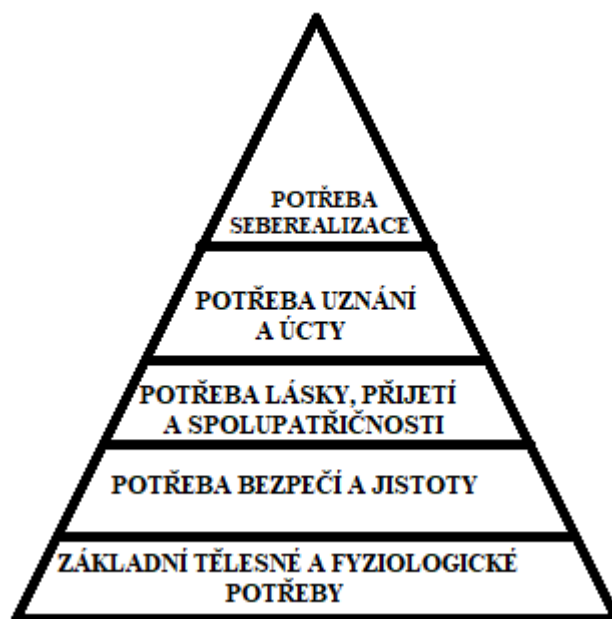 POTŘEBA
SEBEREALIZACE
POTŘEBA UZNÁNÍ
A ÚCTY
POTŘEBA LÁSKY, PŘIJETÍ
A SPOLUPATŘIČNOSTI
POTŘEBA BEZPEČÍ A JISTOTY
ZÁKLADNÍ TĚLESNÉ A FYZIOLOGICKÉ
POTŘEBY